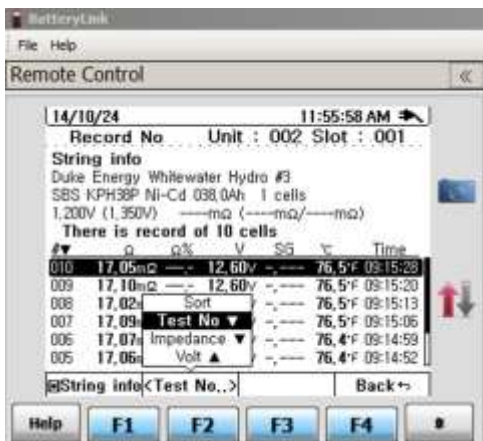 BatteryLink
File Help
Remote Control
14/10/24 11:55:58 AM
Record No Unit : 002 Slot : 001
String info
Duke Energy Whitewater Hydro #3
SBS KPH38P Ni-Cd 038,0Ah 1 cells
1,200V (1,350V) ----mΩ (----mΩ/----mΩ)
There is record of 10 cells
#▼ Ω Ω% V SG °C Time
010 17,05mΩ ---,- 12,60V -,--- 76,5°F 09:15:28
009 17,10mΩ ---,- 12,60V -,--- 76,5°F 09:15:20
008 17,02 Sort -,--- 76,5°F 09:15:13
007 17,09 Test No ▼ -,--- 76,5°F 09:15:06
006 17,07 Impedance ▼ -,--- 76,4°F 09:14:59
005 17,06 Volt ▲ -,--- 76,4°F 09:14:52
String info <Test No..> Back
Help F1 F2 F3 F4